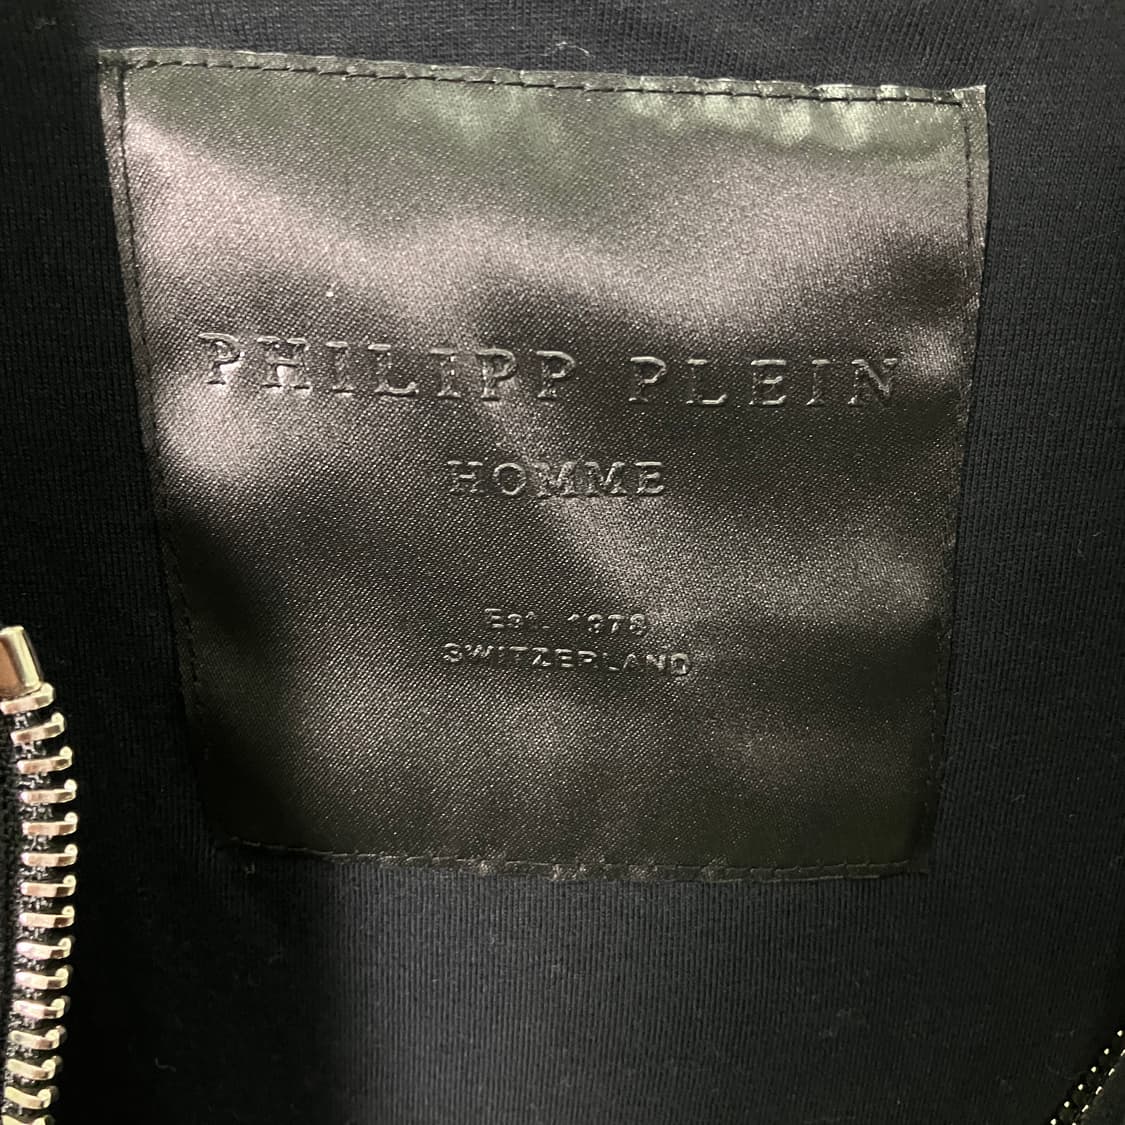 PHILIPP PLEIN
HOMME
Est. 1978
SWITZERLAND